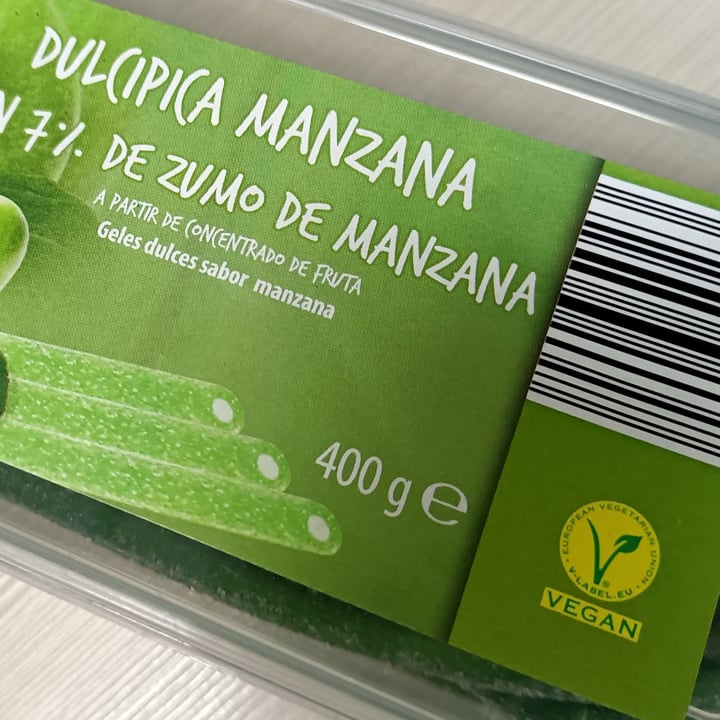 DULCIPICA MANZANA
N 7% DE ZUMO DE MANZANA
A PARTIR DE CONCENTRADO DE FRUTA
Geles dulces sabor manzana
400 g e
EUROPEAN VEGETARIAN UNION
V-LABEL.EU
®
VEGAN